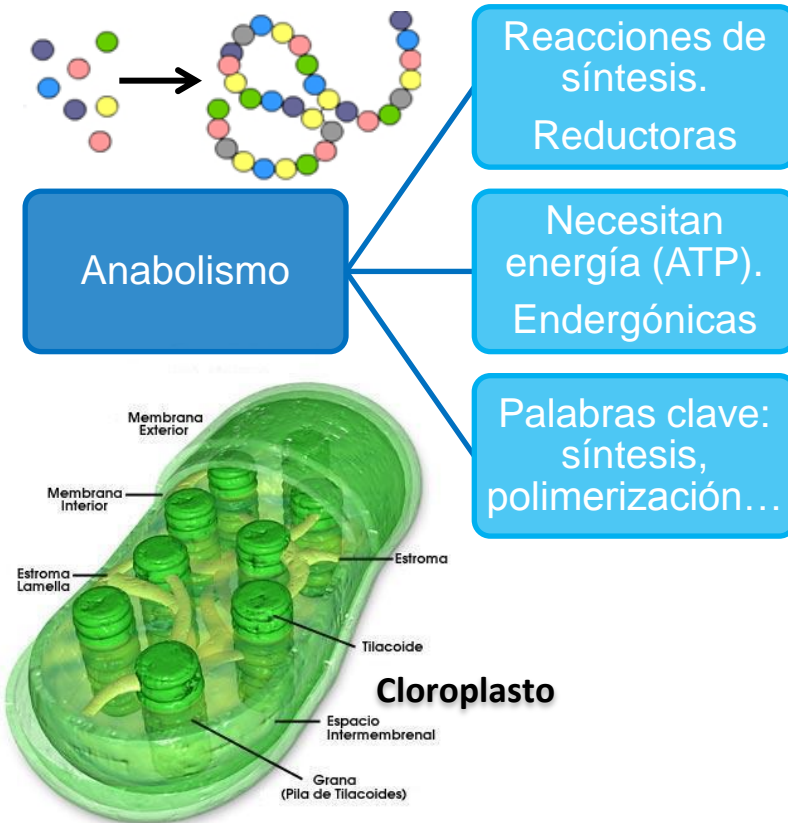 Reacciones de
síntesis.
Reductoras
Anabolismo
Necesitan
energía (ATP).
Endergónicas
Palabras clave:
síntesis,
polimerización…
Membrana
Exterior
Membrana
Interior
Estroma
Lamella
Estroma
Tilacoide
Cloroplasto
Espacio
Intermembrenal
Grana
(Pila de Tilacoides)